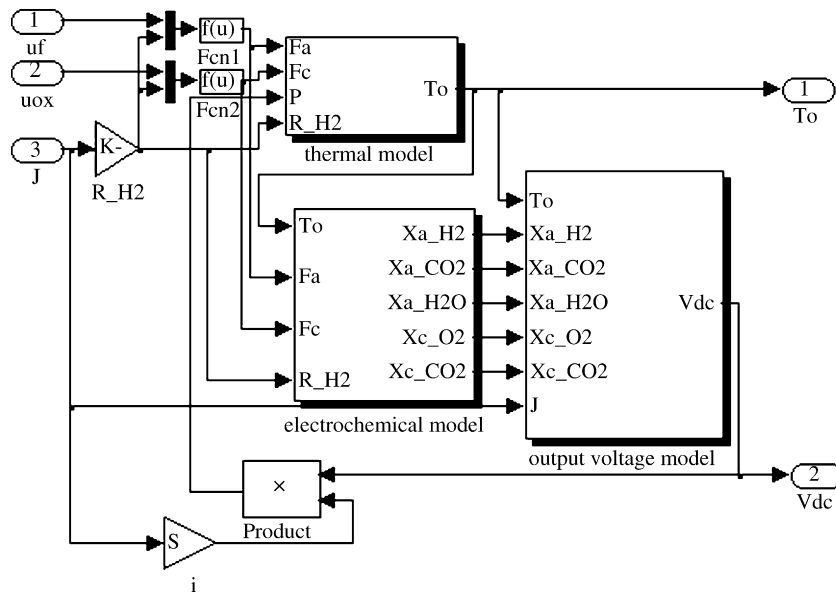 1
uf
f(u)
Fcn1
2
uox
f(u)
Fcn2
3
J
K-
R_H2
Fa
Fc
P
R_H2
To
thermal model
1
To
To
Fa
Fc
R_H2
Xa_H2
Xa_CO2
Xa_H2O
Xc_O2
Xc_CO2
electrochemical model
To
Xa_H2
Xa_CO2
Xa_H2O
Xc_O2
Xc_CO2
J
Vdc
output voltage model
×
Product
2
Vdc
S
i